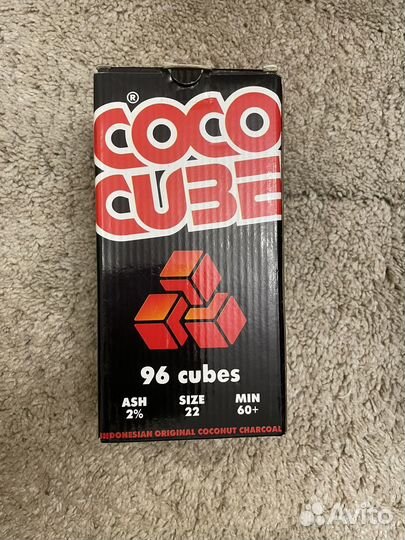 COCO®
CUBE
96 cubes
ASH SIZE MIN
2% 22 60+
INDONESIAN ORIGINAL COCONUT CHARCOAL
Avito